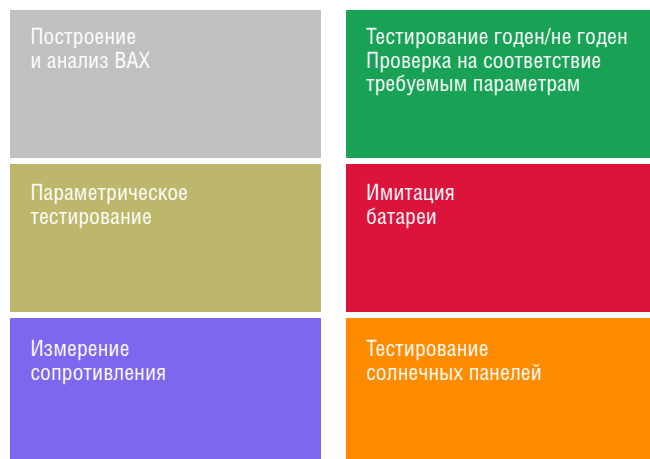 Построение
и анализ ВАХ
Тестирование годен/не годен
Проверка на соответствие
требуемым параметрам
Параметрическое
тестирование
Имитация
батареи
Измерение
сопротивления
Тестирование
солнечных панелей